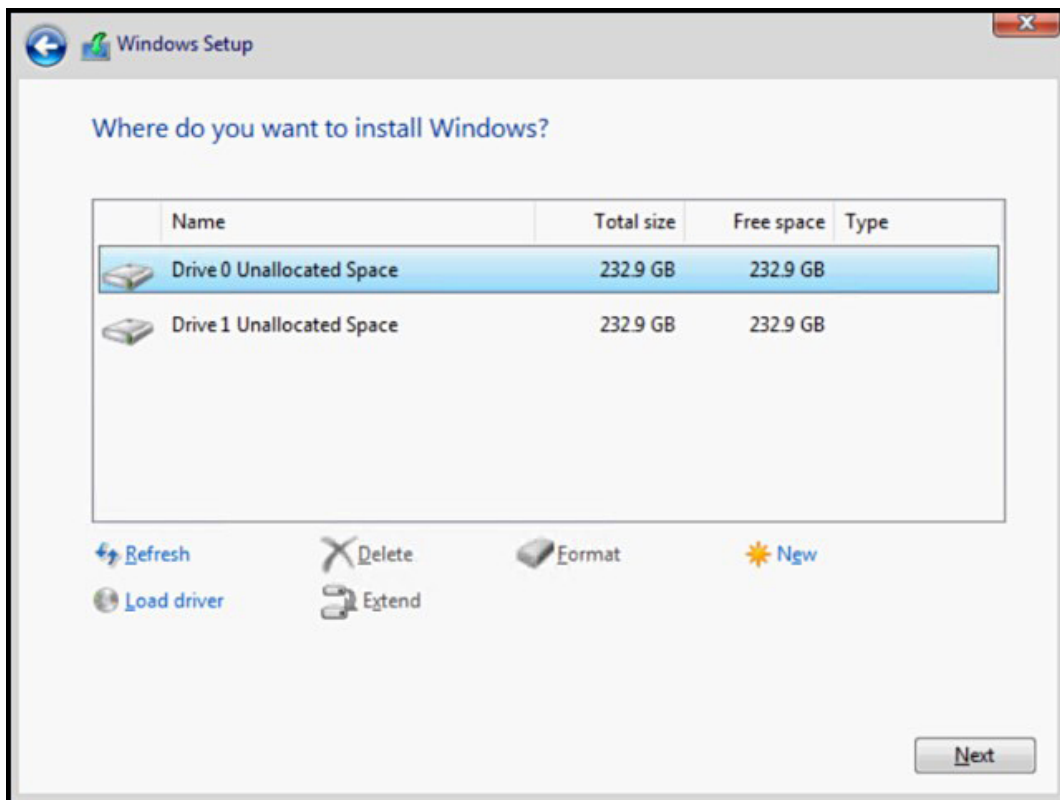 Windows Setup
Where do you want to install Windows?
Name Total size Free space Type
Drive 0 Unallocated Space 232.9 GB 232.9 GB
Drive 1 Unallocated Space 232.9 GB 232.9 GB
Refresh Delete Format New
Load driver Extend
Next